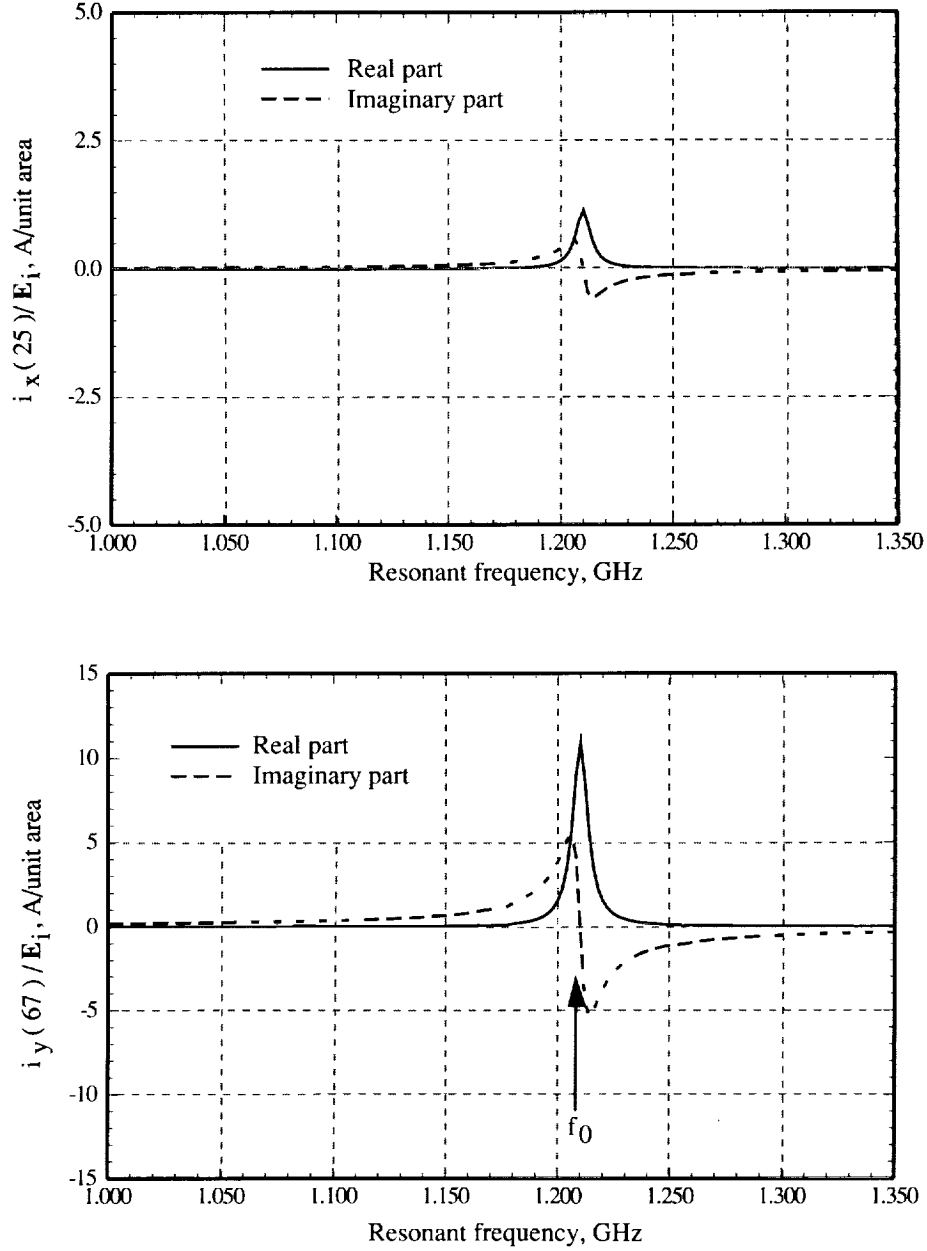 5.0
Real part
Imaginary part
2.5
0.0
-2.5
-5.0
i x ( 25 ) / E i , A/unit area
1.000 1.050 1.100 1.150 1.200 1.250 1.300 1.350
Resonant frequency, GHz
15
Real part
Imaginary part
10
5
0
-5
-10
-15
i y ( 67 ) / E i , A/unit area
f0
1.000 1.050 1.100 1.150 1.200 1.250 1.300 1.350
Resonant frequency, GHz